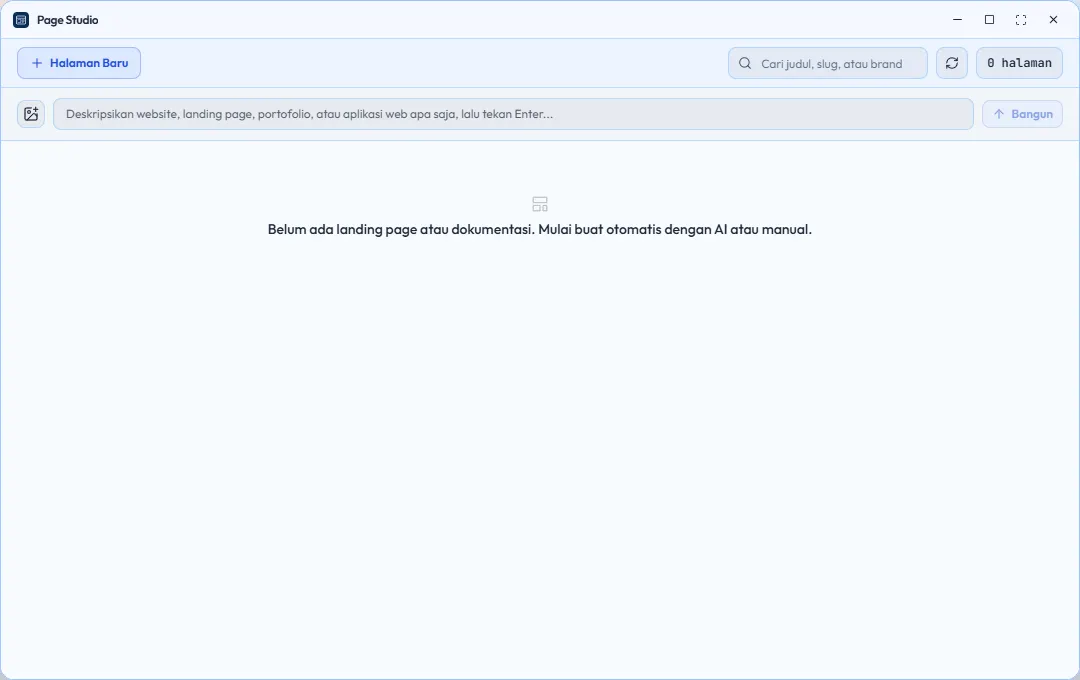 Page Studio
Halaman Baru
Cari judul, slug, atau brand
0 halaman
Deskripsikan website, landing page, portofolio, atau aplikasi web apa saja, lalu tekan Enter...
Bangun
Belum ada landing page atau dokumentasi. Mulai buat otomatis dengan AI atau manual.